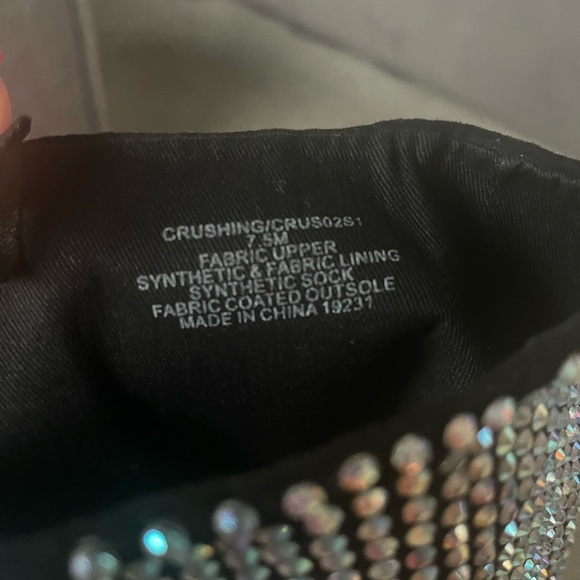 CRUSHING/CRUS02S1
7.5M
FABRIC UPPER
SYNTHETIC & FABRIC LINING
SYNTHETIC SOCK
FABRIC COATED OUTSOLE
MADE IN CHINA 19231